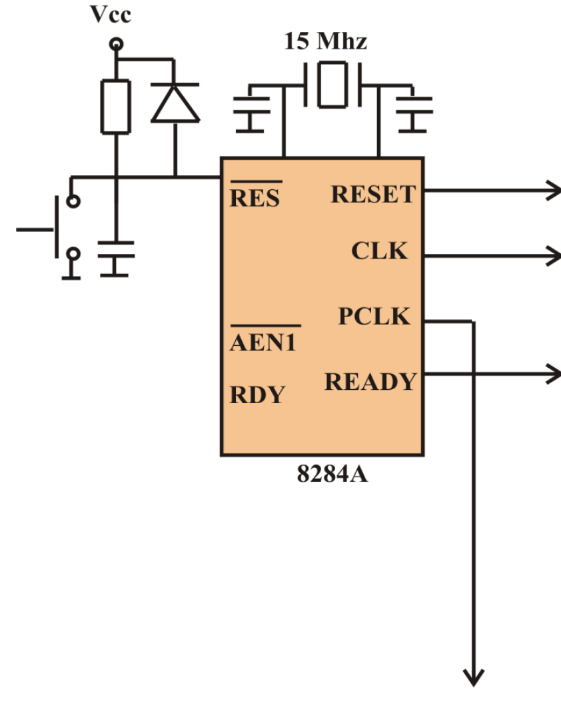 Vcc
15 Mhz
RES
RESET
CLK
PCLK
AEN1
RDY
READY
8284A